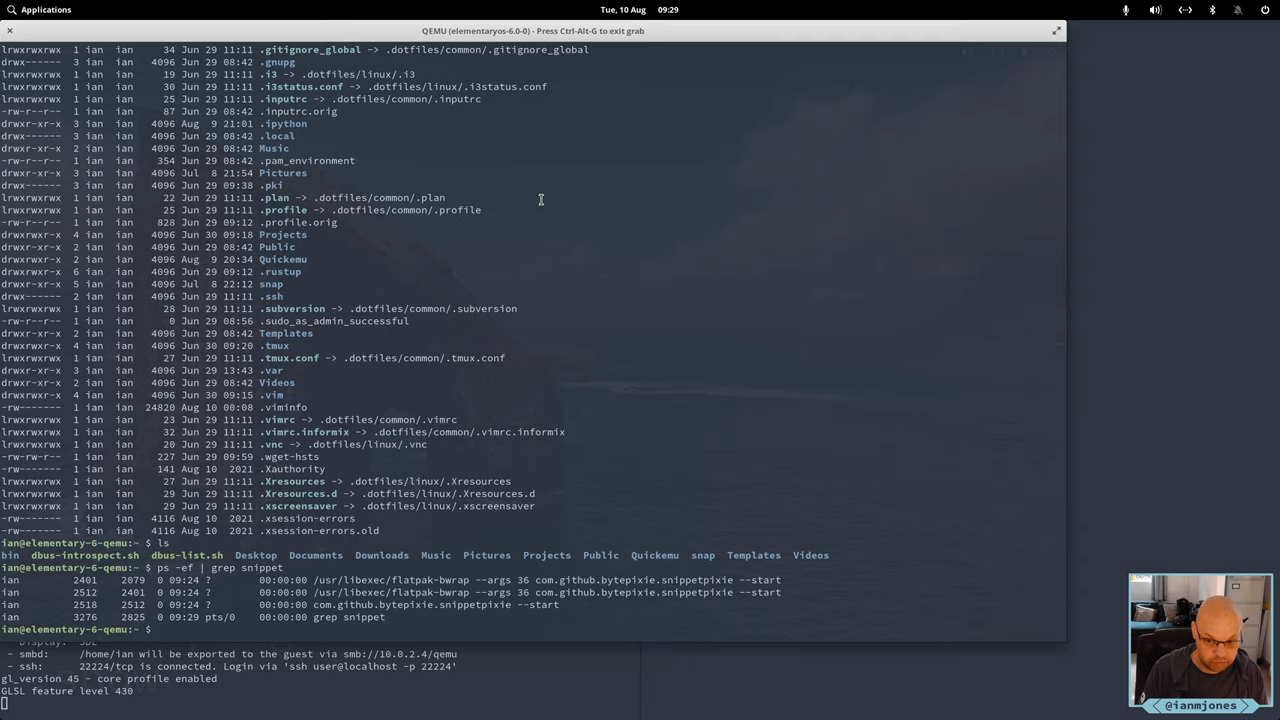 Applications
Tue, 10 Aug 09:29
QEMU (elementaryos-6.0-0) - Press Ctrl-Alt-G to exit grab
lrwxrwxrwx 1 ian ian 34 Jun 29 11:11 .gitignore_global -> .dotfiles/common/.gitignore_global
drwx------ 3 ian ian 4096 Jun 29 08:42 .gnupg
lrwxrwxrwx 1 ian ian 19 Jun 29 11:11 .i3 -> .dotfiles/linux/.i3
lrwxrwxrwx 1 ian ian 30 Jun 29 11:11 .i3status.conf -> .dotfiles/linux/.i3status.conf
lrwxrwxrwx 1 ian ian 25 Jun 29 11:11 .inputrc -> .dotfiles/common/.inputrc
-rw-r--r-- 1 ian ian 87 Jun 29 08:42 .inputrc.orig
drwxr-xr-x 3 ian ian 4096 Aug 9 21:01 .ipython
drwx------ 3 ian ian 4096 Jun 29 08:42 .local
drwxr-xr-x 2 ian ian 4096 Jun 29 08:42 Music
-rw-r--r-- 1 ian ian 354 Jun 29 08:42 .pam_environment
drwxr-xr-x 3 ian ian 4096 Jul 8 21:54 Pictures
drwx------ 3 ian ian 4096 Jun 29 09:38 .pki
lrwxrwxrwx 1 ian ian 22 Jun 29 11:11 .plan -> .dotfiles/common/.plan
lrwxrwxrwx 1 ian ian 25 Jun 29 11:11 .profile -> .dotfiles/common/.profile
-rw-r--r-- 1 ian ian 828 Jun 29 09:12 .profile.orig
drwxrwxr-x 4 ian ian 4096 Jun 30 09:18 Projects
drwxr-xr-x 2 ian ian 4096 Jun 29 08:42 Public
drwxrwxr-x 2 ian ian 4096 Aug 9 20:34 Quickemu
drwxrwxr-x 6 ian ian 4096 Jun 29 09:12 .rustup
drwxr-xr-x 5 ian ian 4096 Jul 8 22:12 snap
drwx------ 2 ian ian 4096 Jun 29 11:11 .ssh
lrwxrwxrwx 1 ian ian 28 Jun 29 11:11 .subversion -> .dotfiles/common/.subversion
-rw-r--r-- 1 ian ian 0 Jun 29 08:56 .sudo_as_admin_successful
drwxr-xr-x 2 ian ian 4096 Jun 29 08:42 Templates
drwxrwxr-x 4 ian ian 4096 Jun 30 09:20 .tmux
lrwxrwxrwx 1 ian ian 27 Jun 29 11:11 .tmux.conf -> .dotfiles/common/.tmux.conf
drwxr-xr-x 3 ian ian 4096 Jun 29 13:43 .var
drwxr-xr-x 2 ian ian 4096 Jun 29 08:42 Videos
drwxrwxr-x 4 ian ian 4096 Jun 30 09:15 .vim
-rw------- 1 ian ian 24820 Aug 10 00:08 .viminfo
lrwxrwxrwx 1 ian ian 23 Jun 29 11:11 .vimrc -> .dotfiles/common/.vimrc
lrwxrwxrwx 1 ian ian 32 Jun 29 11:11 .vimrc.informix -> .dotfiles/common/.vimrc.informix
lrwxrwxrwx 1 ian ian 20 Jun 29 11:11 .vnc -> .dotfiles/linux/.vnc
-rw------- 1 ian ian 227 Jun 29 09:59 .wget-hsts
-rw------- 1 ian ian 141 Aug 10 2021 .Xauthority
lrwxrwxrwx 1 ian ian 27 Jun 29 11:11 .Xresources -> .dotfiles/linux/.Xresources
lrwxrwxrwx 1 ian ian 29 Jun 29 11:11 .Xresources.d -> .dotfiles/linux/.Xresources.d
lrwxrwxrwx 1 ian ian 29 Jun 29 11:11 .xscreensaver -> .dotfiles/linux/.xscreensaver
-rw------- 1 ian ian 4116 Aug 10 2021 .xsession-errors
-rw------- 1 ian ian 4116 Aug 10 2021 .xsession-errors.old
ian@elementary-6-qemu:~ $ ls
bin dbus-introspect.sh dbus-list.sh Desktop Documents Downloads Music Pictures Projects Public Quickemu snap Templates Videos
ian@elementary-6-qemu:~ $ ps -ef | grep snippet
ian 2401 2079 0 09:24 ? 00:00:00 /usr/libexec/flatpak-bwrap --args 36 com.github.bytepixie.snippetpixie --start
ian 2512 2401 0 09:24 ? 00:00:00 /usr/libexec/flatpak-bwrap --args 36 com.github.bytepixie.snippetpixie --start
ian 2518 2512 0 09:24 ? 00:00:00 com.github.bytepixie.snippetpixie --start
ian 3276 2825 0 09:29 pts/0 00:00:00 grep snippet
ian@elementary-6-qemu:~ $
- smbd: /home/ian will be exported to the guest via smb://10.0.2.4/qemu
- ssh: 22224/tcp is connected. Login via 'ssh user@localhost -p 22224'
gl_version 45 - core profile enabled
GLSL feature level 430
@ianmjones